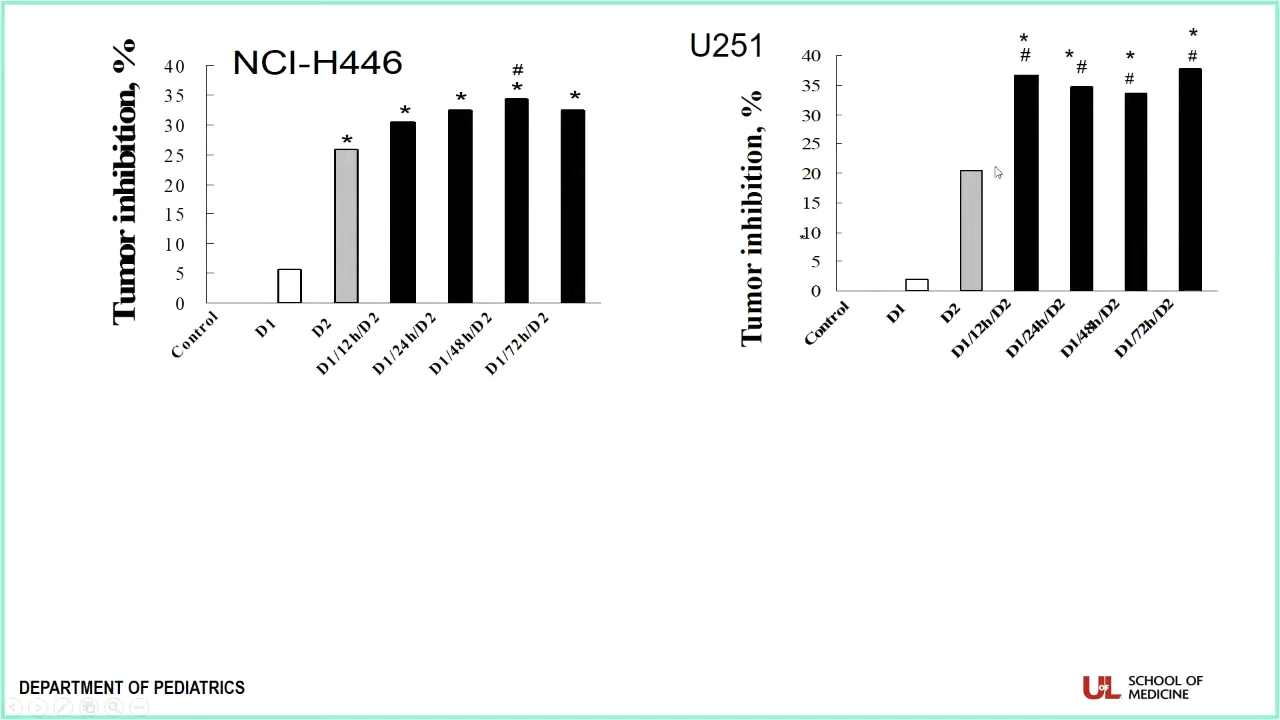 NCI-H446
Tumor inhibition, %
40
35
30
25
20
15
10
5
0
*
*
*
#
*
*
Control
D1
D2
D1/12h/D2
D1/24h/D2
D1/48h/D2
D1/72h/D2
U251
Tumor inhibition, %
40
35
30
25
20
15
*10
5
0
*
#
*
#
*
#
*
#
Control
D1
D2
D1/12h/D2
D1/24h/D2
D1/48h/D2
D1/72h/D2
DEPARTMENT OF PEDIATRICS
UofL
SCHOOL OF
MEDICINE